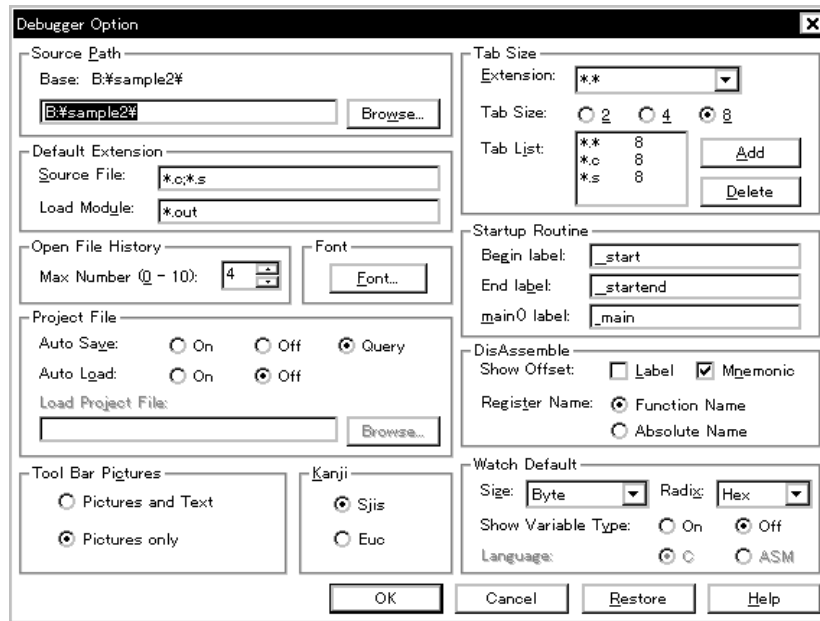 Debugger Option
Source Path
Base: B:¥sample2¥
B:¥sample2¥
Browse...
Default Extension
Source File: *.c;*.s
Load Module: *.out
Open File History
Max Number (0 - 10): 4
Font
Font...
Project File
Auto Save: On Off Query
Auto Load: On Off
Load Project File:
Browse...
Tool Bar Pictures
Pictures and Text
Pictures only
Kanji
Sjis
Euc
Tab Size
Extension: *.*
Tab Size: 2 4 8
Tab List:
*.* 8
*.c 8
*.s 8
Add
Delete
Startup Routine
Begin label: __start
End label: __startend
main() label: _main
DisAssemble
Show Offset: Label Mnemonic
Register Name: Function Name
Absolute Name
Watch Default
Size: Byte Radix: Hex
Show Variable Type: On Off
Language: C ASM
OK Cancel Restore Help